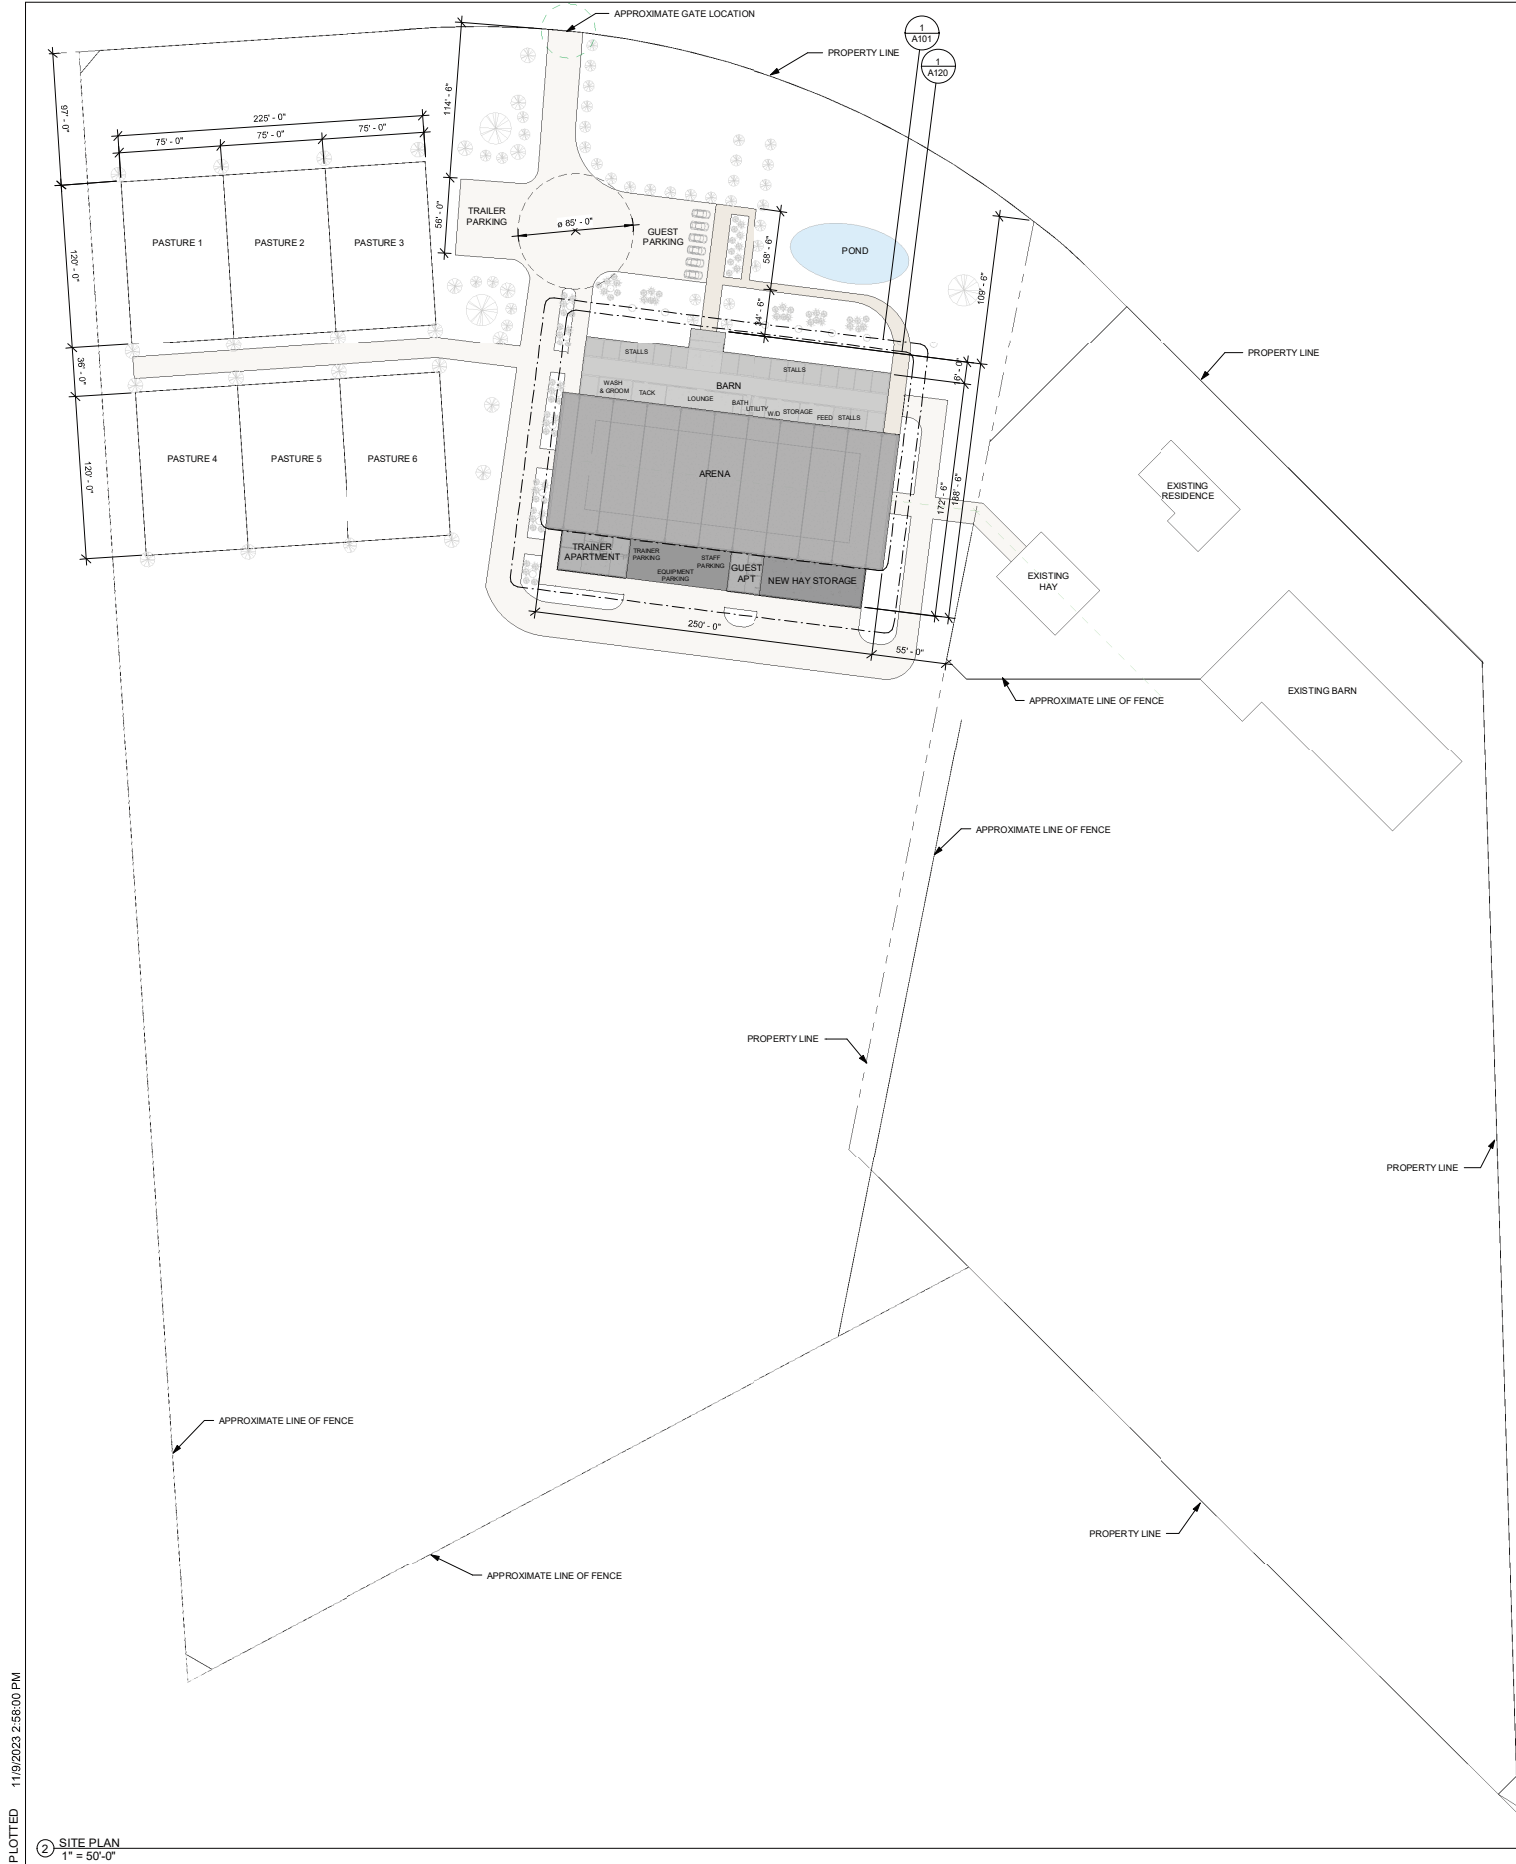 APPROXIMATE GATE LOCATION
1
A101
PROPERTY LINE
1
A120
97' - 0"
114' - 6"
225' - 0"
75' - 0"
75' - 0"
75' - 0"
TRAILER
PARKING
56' - 0"
ø 85' - 0"
GUEST
PARKING
58' - 6"
POND
PASTURE 1
PASTURE 2
PASTURE 3
120' - 0"
109' - 6"
34' - 6"
STALLS
STALLS
PROPERTY LINE
36' - 0"
16' - 0"
WASH
& GROOM
TACK
BARN
LOUNGE
BATH
UTILITY
W/D
STORAGE
FEED
STALLS
PASTURE 4
PASTURE 5
PASTURE 6
120' - 0"
ARENA
172' - 6"
188' - 6"
EXISTING
RESIDENCE
TRAINER
APARTMENT
TRAINER
PARKING
EQUIPMENT
PARKING
STAFF
PARKING
GUEST
APT
NEW HAY STORAGE
EXISTING
HAY
250' - 0"
55' - 0"
EXISTING BARN
APPROXIMATE LINE OF FENCE
APPROXIMATE LINE OF FENCE
PROPERTY LINE
PROPERTY LINE
APPROXIMATE LINE OF FENCE
PROPERTY LINE
APPROXIMATE LINE OF FENCE
PLOTTED 11/9/2023 2:58:00 PM
2
SITE PLAN
1" = 50'-0"